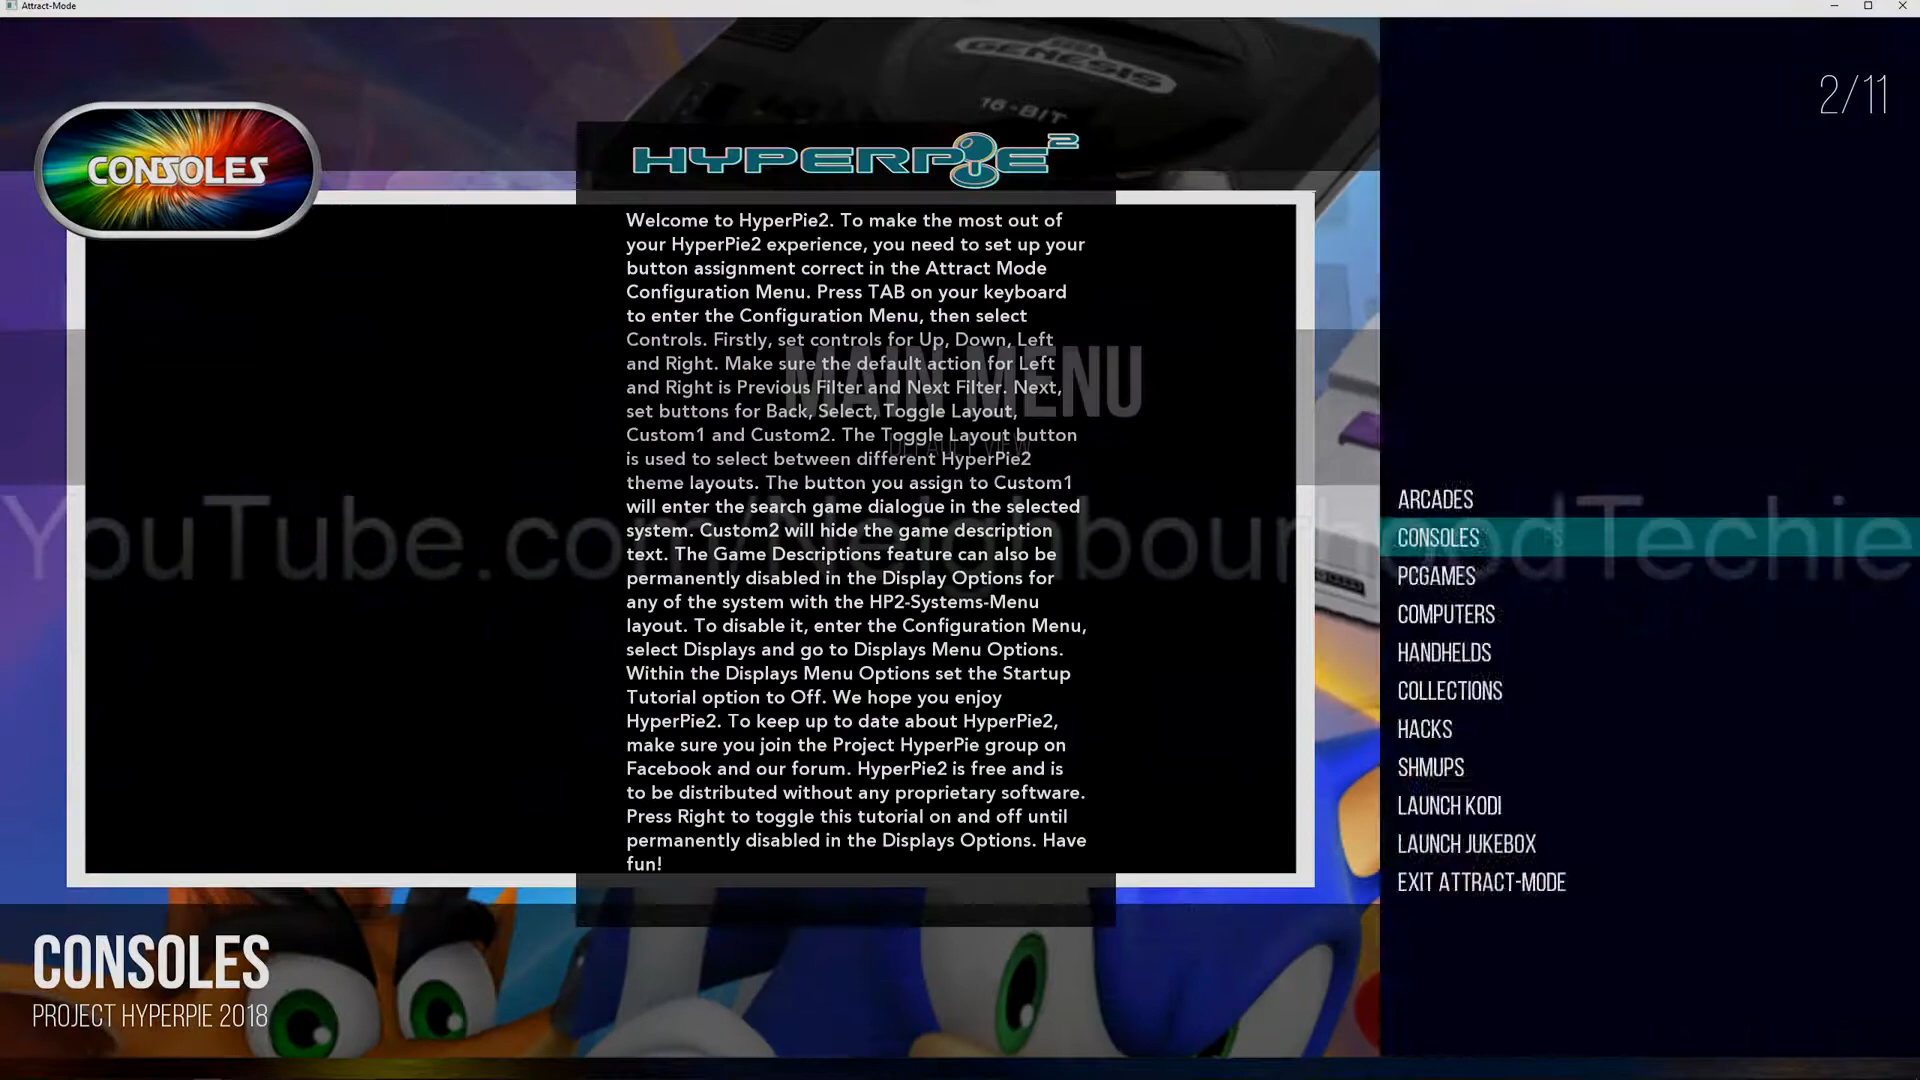 Attract-Mode
GENESIS
16-BIT
2/11
CONSOLES
HYPERPIE2
Welcome to HyperPie2. To make the most out of
your HyperPie2 experience, you need to set up your
button assignment correct in the Attract Mode
Configuration Menu. Press TAB on your keyboard
to enter the Configuration Menu, then select
Controls. Firstly, set controls for Up, Down, Left
and Right. Make sure the default action for Left
and Right is Previous Filter and Next Filter. Next,
set buttons for Back, Select, Toggle Layout,
Custom1 and Custom2. The Toggle Layout button
is used to select between different HyperPie2
theme layouts. The button you assign to Custom1
will enter the search game dialogue in the selected
system. Custom2 will hide the game description
text. The Game Descriptions feature can also be
permanently disabled in the Display Options for
any of the system with the HP2-Systems-Menu
layout. To disable it, enter the Configuration Menu,
select Displays and go to Displays Menu Options.
Within the Displays Menu Options set the Startup
Tutorial option to Off. We hope you enjoy
HyperPie2. To keep up to date about HyperPie2,
make sure you join the Project HyperPie group on
Facebook and our forum. HyperPie2 is free and is
to be distributed without any proprietary software.
Press Right to toggle this tutorial on and off until
permanently disabled in the Displays Options. Have
fun!
MAIN MENU
DEFAULT VIEW
YouTube.com/NeighbourhoodTechie
ARCADES
CONSOLES
PCGAMES
COMPUTERS
HANDHELDS
COLLECTIONS
HACKS
SHMUPS
LAUNCH KODI
LAUNCH JUKEBOX
EXIT ATTRACT-MODE
CONSOLES
PROJECT HYPERPIE 2018